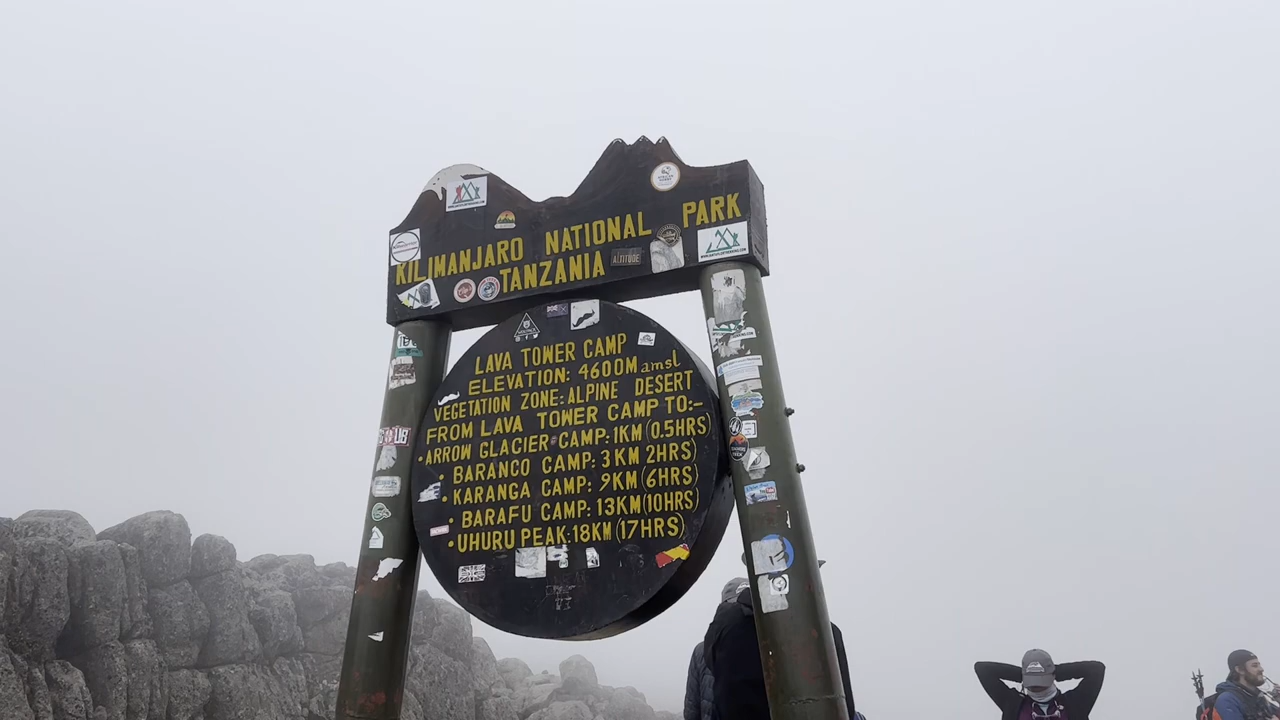 KILIMANJARO NATIONAL PARK
TANZANIA
ALTITUDE
LAVA TOWER CAMP
ELEVATION: 4600M amsl
VEGETATION ZONE: ALPINE DESERT
FROM LAVA TOWER CAMP TO:-
•ARROW GLACIER CAMP: 1KM (0.5HRS)
• BARANCO CAMP: 3KM 2HRS)
• KARANGA CAMP: 9KM (6HRS)
• BARAFU CAMP: 13KM (10HRS)
•UHURU PEAK: 18KM (17HRS)